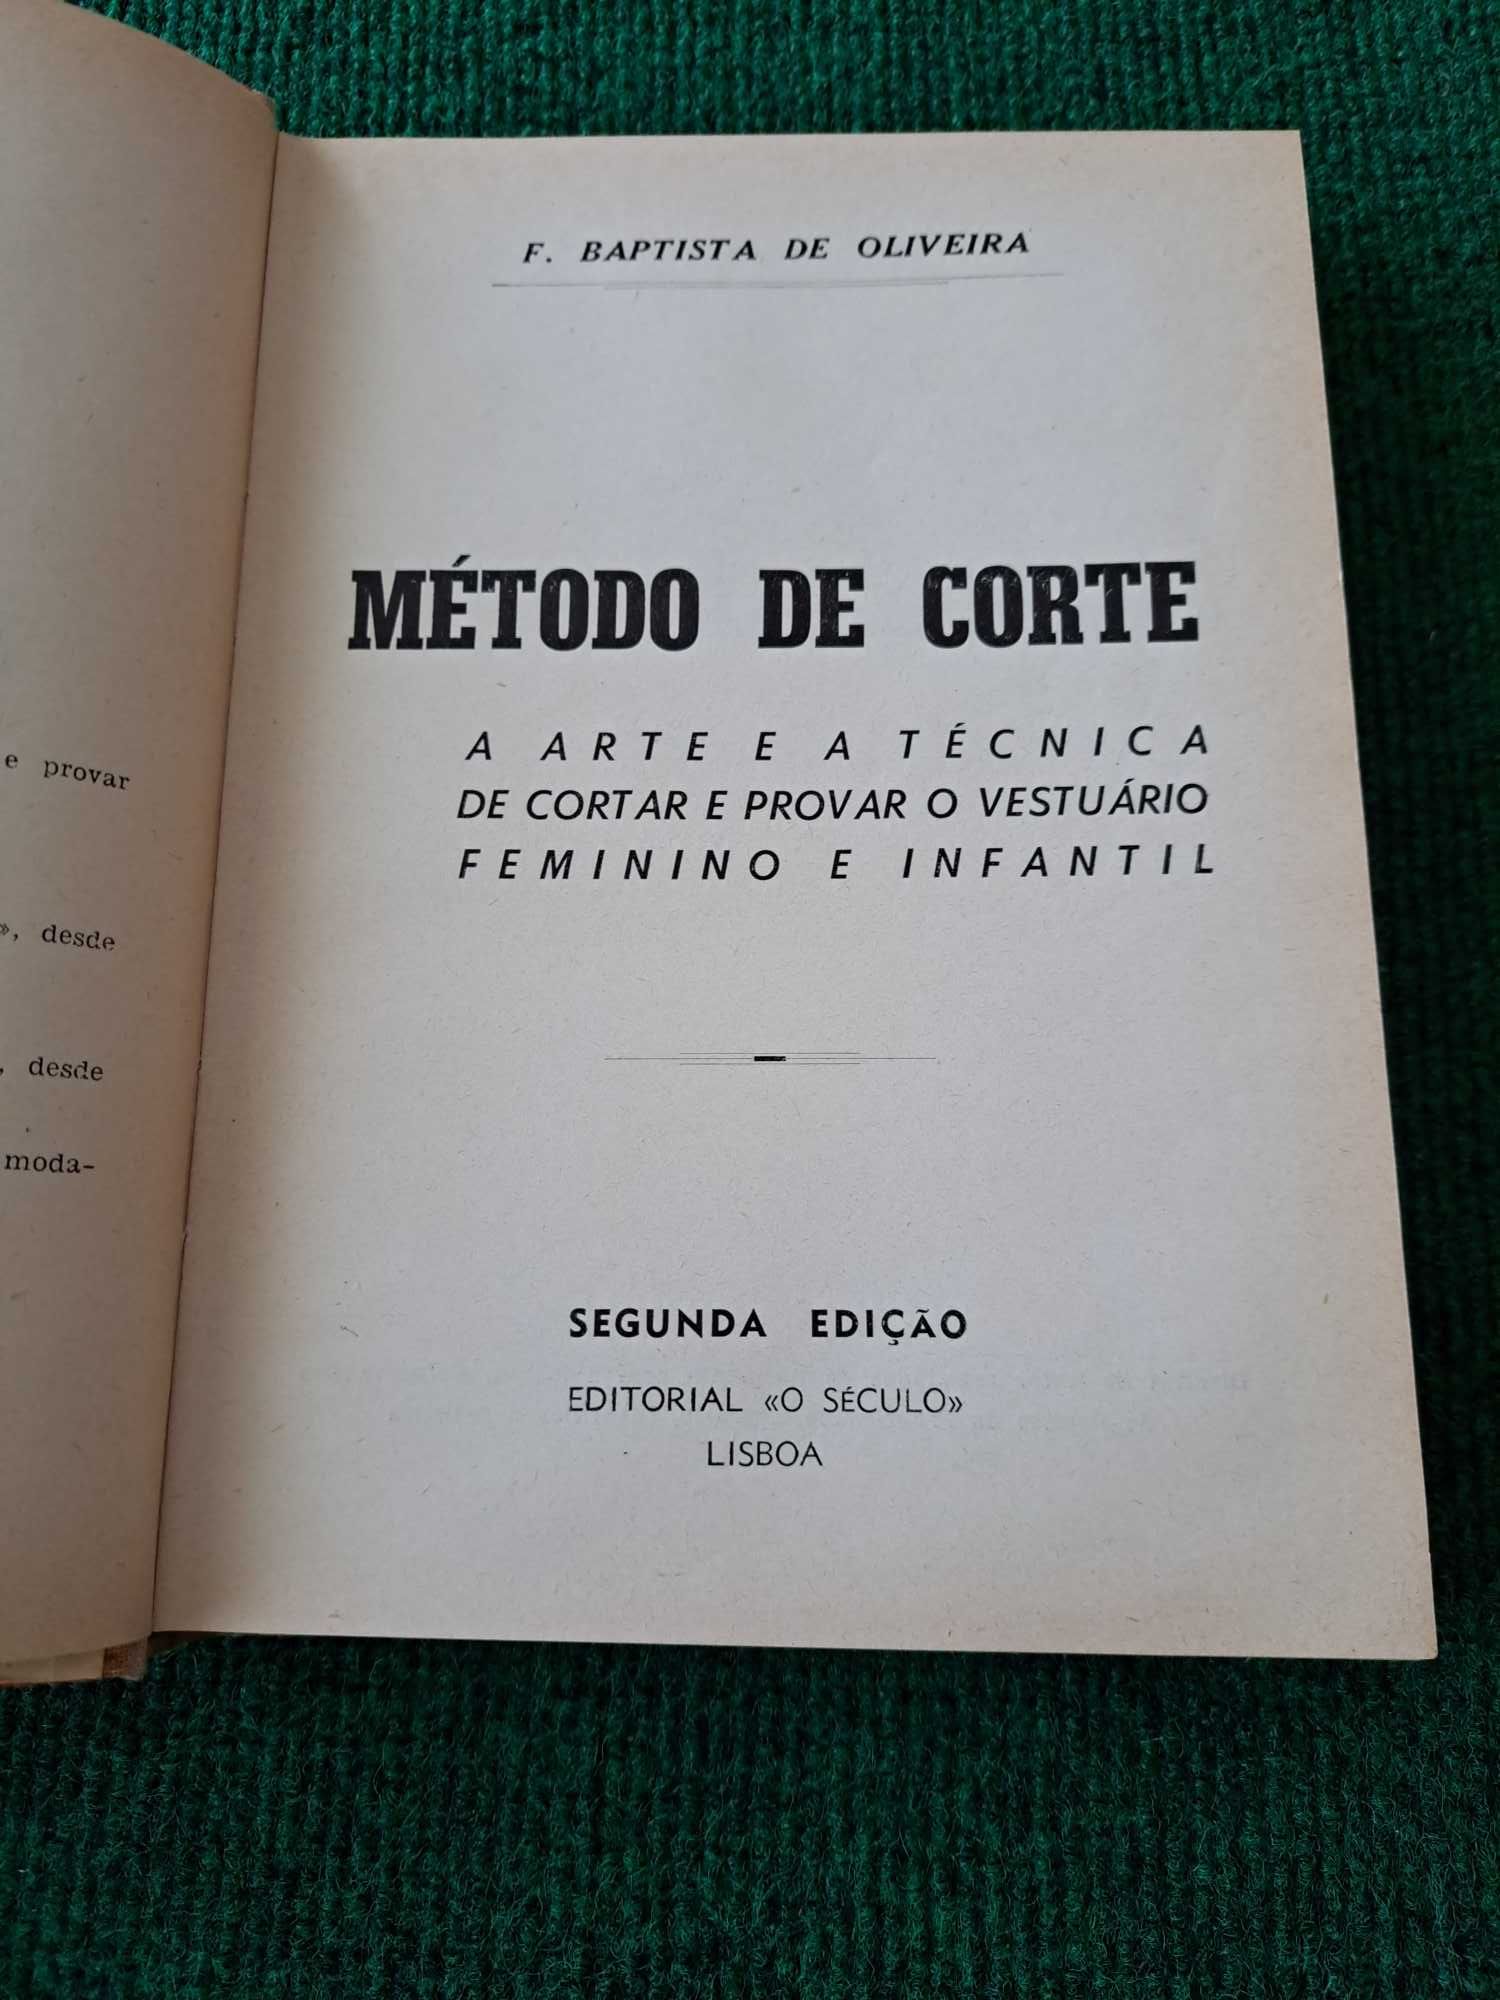 e provar
», desde
, desde
moda-
F. BAPTISTA DE OLIVEIRA
MÉTODO DE CORTE
A ARTE E A TÉCNICA
DE CORTAR E PROVAR O VESTUÁRIO
FEMININO E INFANTIL
SEGUNDA EDIÇÃO
EDITORIAL «O SÉCULO»
LISBOA